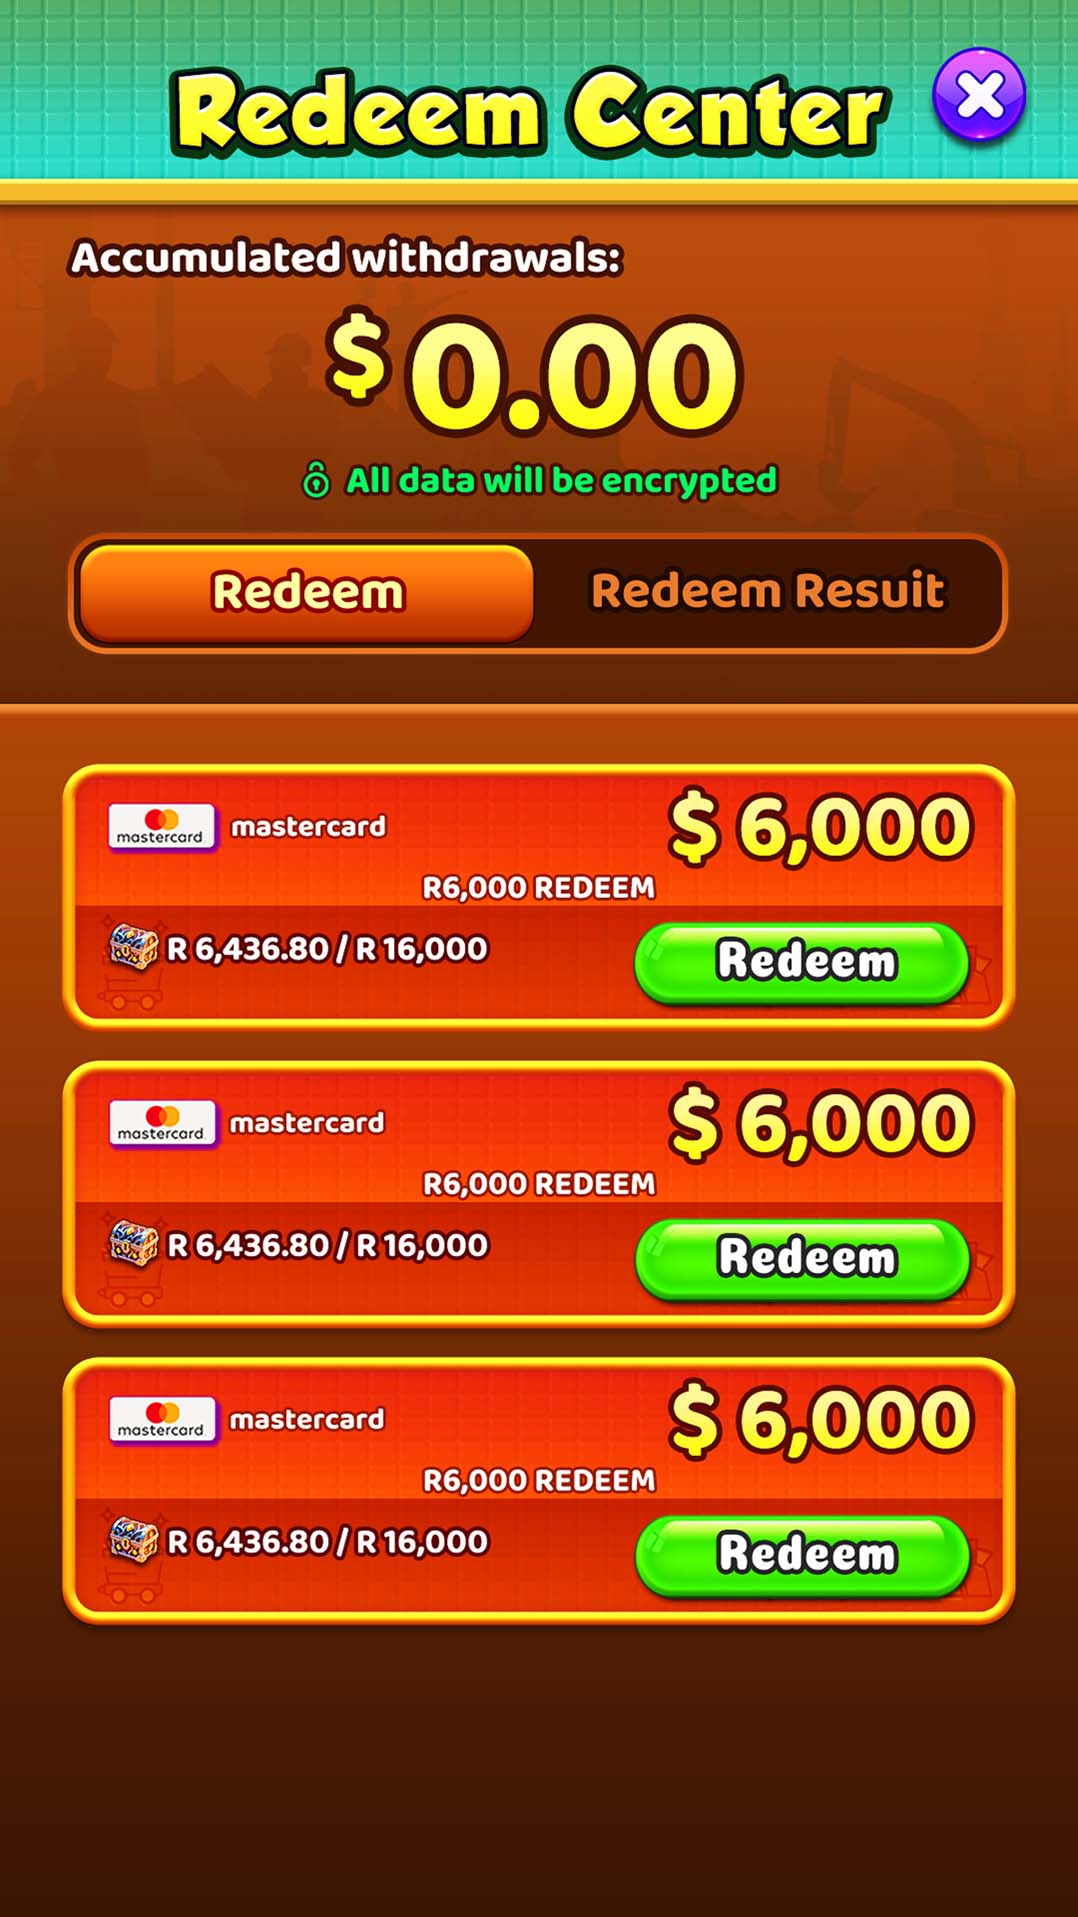 Redeem Center
Accumulated withdrawals:
$0.00
All data will be encrypted
Redeem
Redeem Resuit
mastercard
mastercard
$ 6,000
R6,000 REDEEM
R 6,436.80 / R 16,000
Redeem
mastercard
mastercard
$ 6,000
R6,000 REDEEM
R 6,436.80 / R 16,000
Redeem
mastercard
mastercard
$ 6,000
R6,000 REDEEM
R 6,436.80 / R 16,000
Redeem